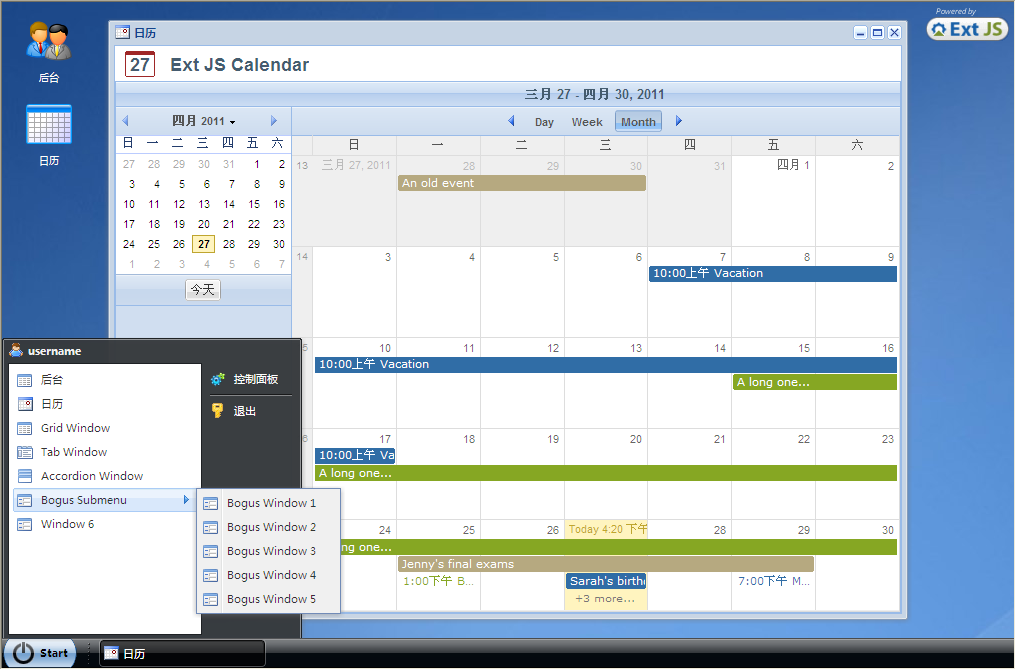 Powered by
Ext JS
后台
日历
日历
27 Ext JS Calendar
三月 27 - 四月 30, 2011
四月 2011
Day Week Month
日 一 二 三 四 五 六
27 28 29 30 31 1 2
3 4 5 6 7 8 9
10 11 12 13 14 15 16
17 18 19 20 21 22 23
24 25 26 27 28 29 30
1 2 3 4 5 6 7
今天
日 一 二 三 四 五 六
13 三月 27, 2011 28 29 30 31 四月 1 2
An old event
14 3 4 5 6 7 8 9
10:00上午 Vacation
5 10 11 12 13 14 15 16
10:00上午 Vacation
A long one...
6 17 18 19 20 21 22 23
10:00上午 Va
A long one...
24 25 26 Today 4:20 下午 28 29 30
ng one...
Jenny's final exams
1:00下午 B... Sarah's birth 7:00下午 M...
+3 more...
username
后台
日历
Grid Window
Tab Window
Accordion Window
Bogus Submenu
Window 6
控制面板
退出
Bogus Window 1
Bogus Window 2
Bogus Window 3
Bogus Window 4
Bogus Window 5
Start
日历